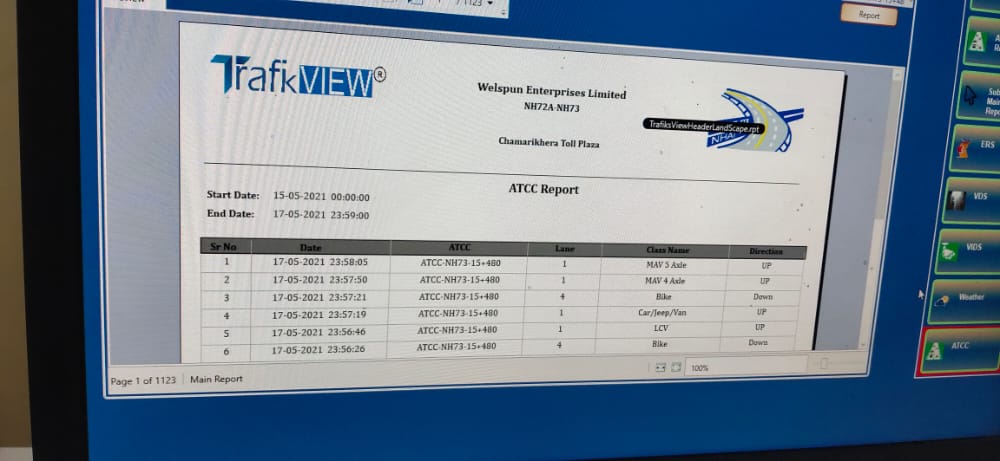 / 1123
Report
TrafikVIEW®
Welspun Enterprises Limited
NH72A-NH73
TrafiksViewHeaderLandScape.rpt
NHAI
Chamarikhera Toll Plaza
ATCC Report
Start Date: 15-05-2021 00:00:00
End Date: 17-05-2021 23:59:00
Sr No Date ATCC Lane Class Name Direction
1 17-05-2021 23:58:05 ATCC-NH73-15+480 1 MAV 5 Axle UP
2 17-05-2021 23:57:50 ATCC-NH73-15+480 1 MAV 4 Axle UP
3 17-05-2021 23:57:21 ATCC-NH73-15+480 4 Bike Down
4 17-05-2021 23:57:19 ATCC-NH73-15+480 1 Car/Jeep/Van UP
5 17-05-2021 23:56:46 ATCC-NH73-15+480 1 LCV UP
6 17-05-2021 23:56:26 ATCC-NH73-15+480 4 Bike Down
Page 1 of 1123 Main Report
100%
Sub
Main
Repo
ERS
VDS
VIDS
Weather
ATCC